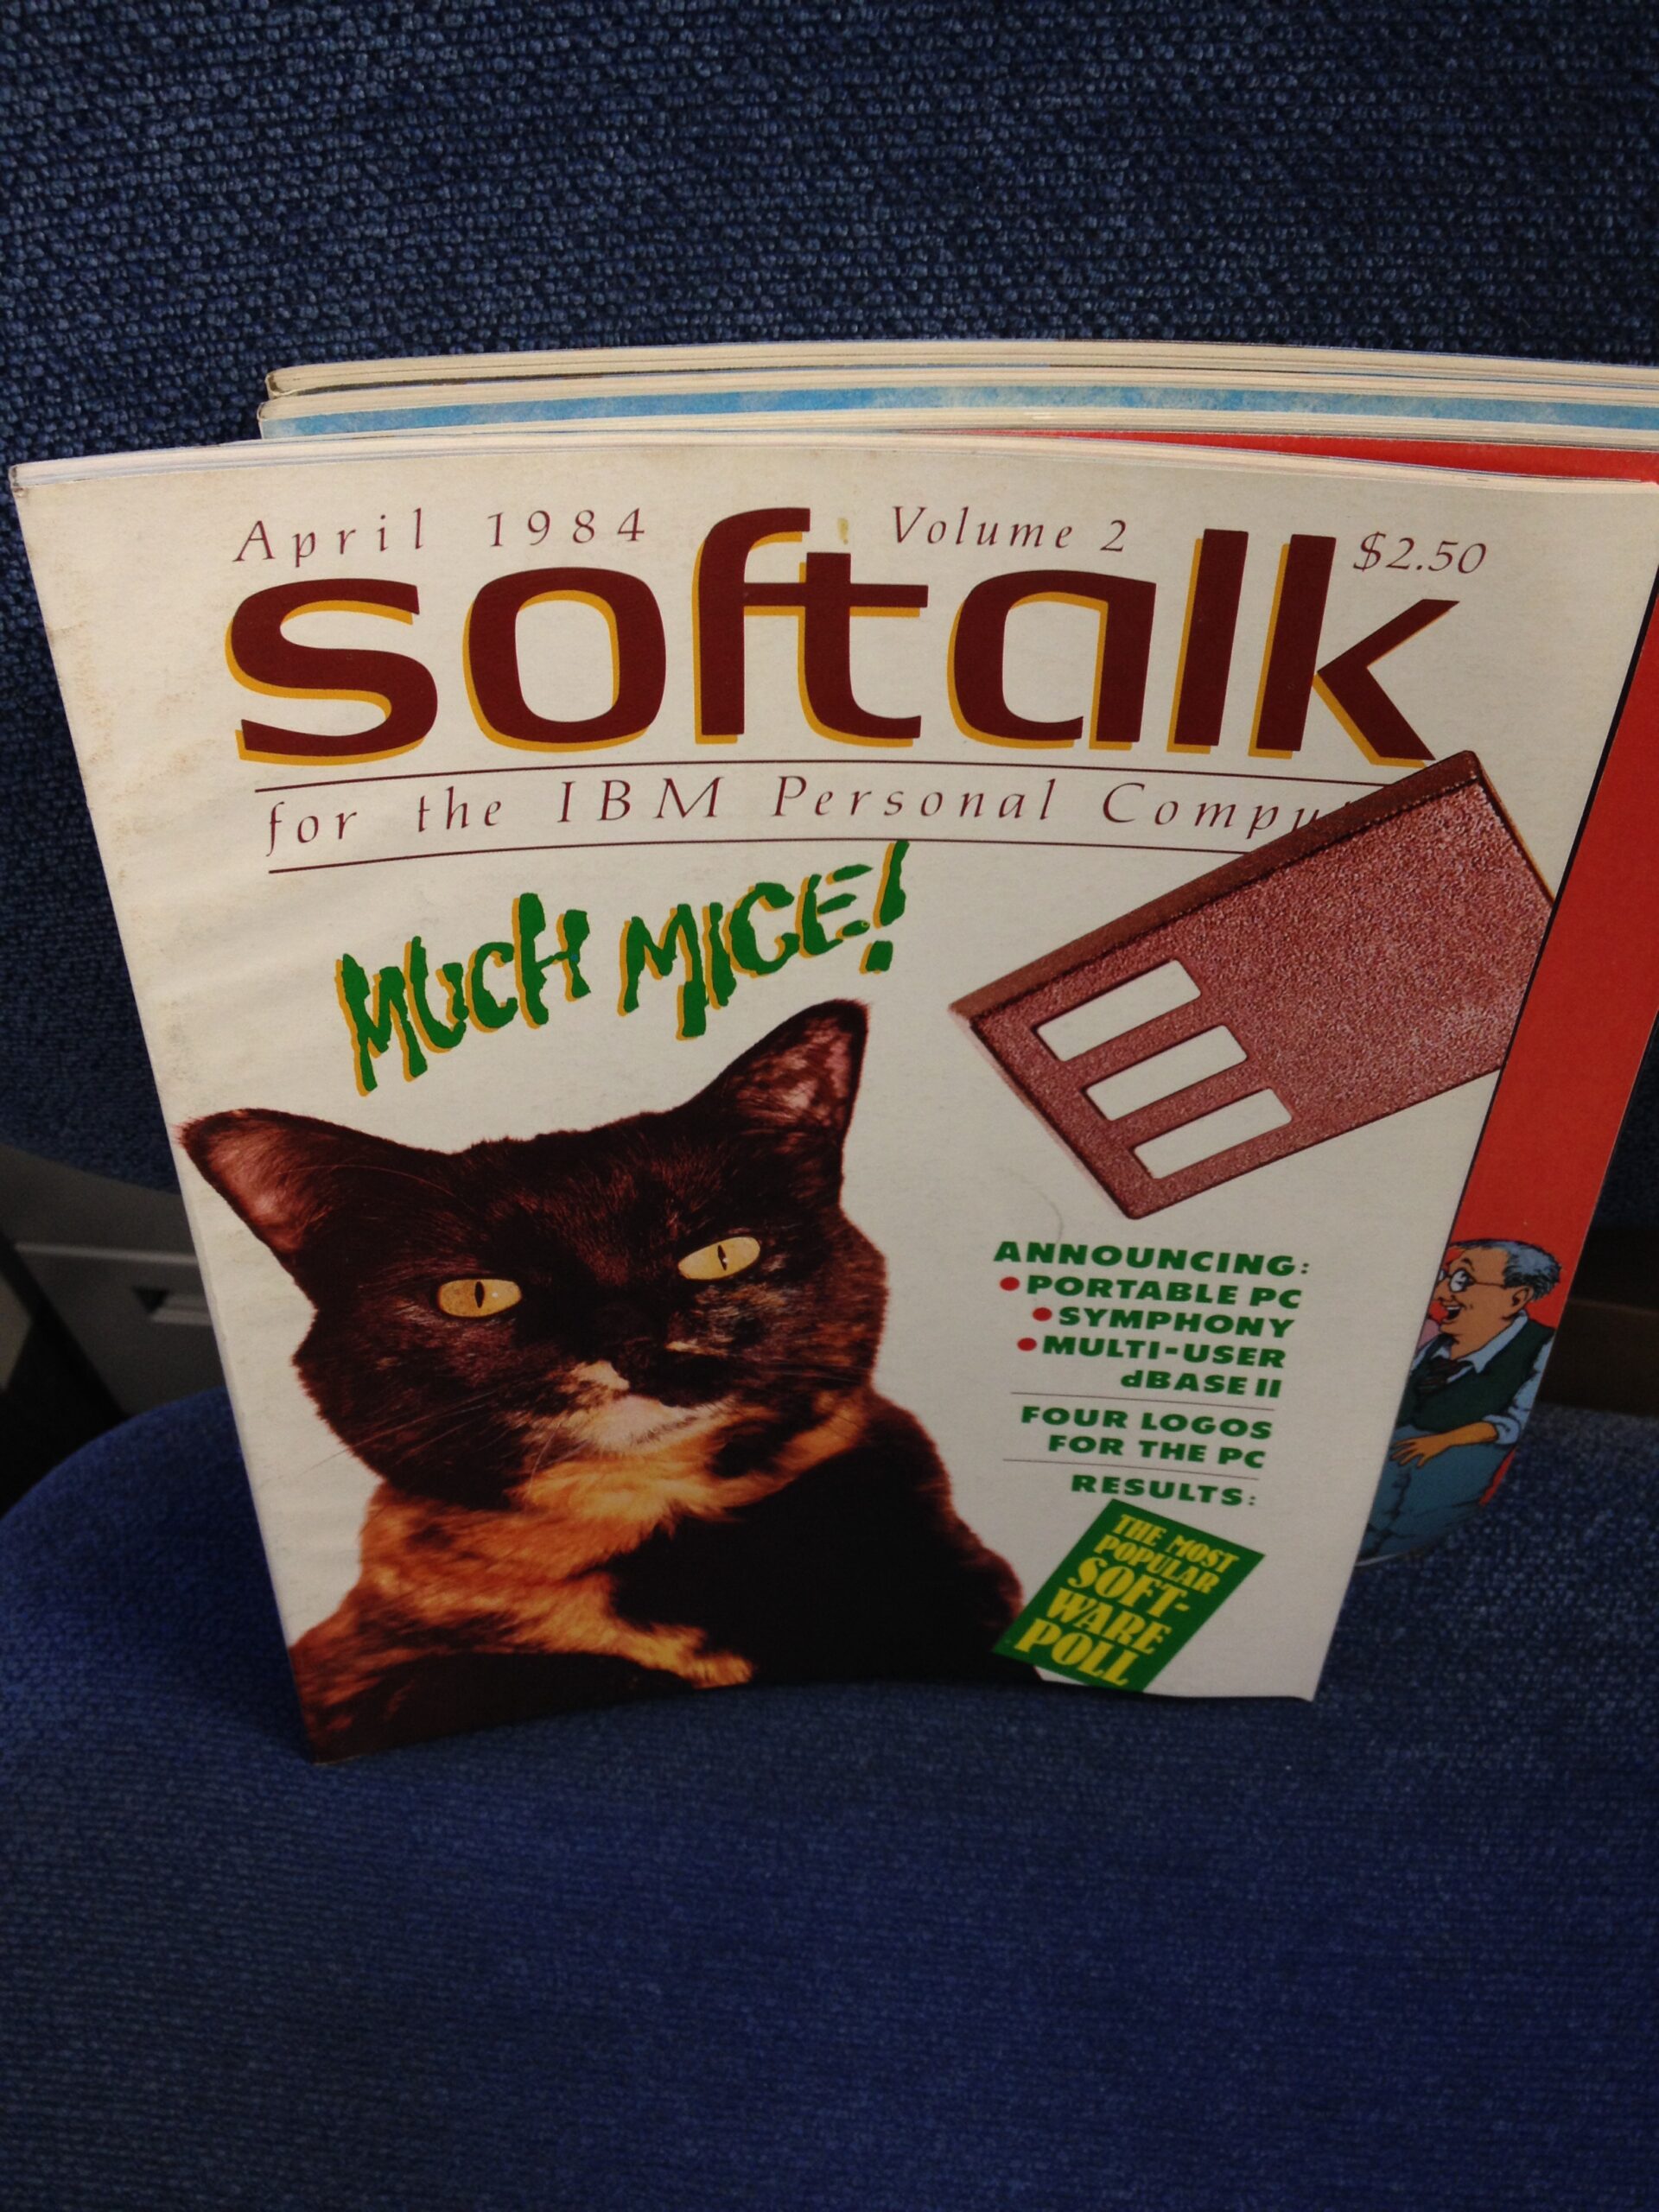 April 1984 Volume 2 $2.50
softalk
for the IBM Personal Compu
MUCH MICE!
ANNOUNCING:
•PORTABLE PC
•SYMPHONY
•MULTI-USER
dBASE II
FOUR LOGOS
FOR THE PC
RESULTS:
THE MOST
POPULAR
SOFT-
WARE
POLL